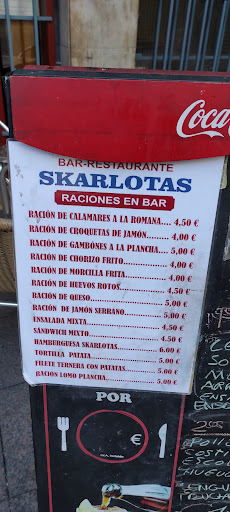 Coca
BAR-RESTAURANTE
SKARLOTAS
RACIONES EN BAR
RACIÓN DE CALAMARES A LA ROMANA.... 4,50 €
RACIÓN DE CROQUETAS DE JAMÓN........ 4,00 €
RACIÓN DE GAMBÓNES A LA PLANCHA.... 5,00 €
RACIÓN DE CHORIZO FRITO
4,00 €
RACIÓN DE MORCILLA FRITA
4,00 €
RACIÓN DE HUEVOS ROTOS
4,50 €
RACIÓN DE QUESO
5,00 €
RACIÓN DE JAMÓN SERRANO
5,00 €
ENSALADA MIXTA
4,50 €
SANDWICH MIXTO
4,50 €
HAMBURGUESA SKARLOTAS
6.00 €
TORTILLA PATATA
5,00 €
FILETE TERNERA CON PATATAS
5,00 €
RACIÓN LOMO PLANCHA
5,00 €
POR
€